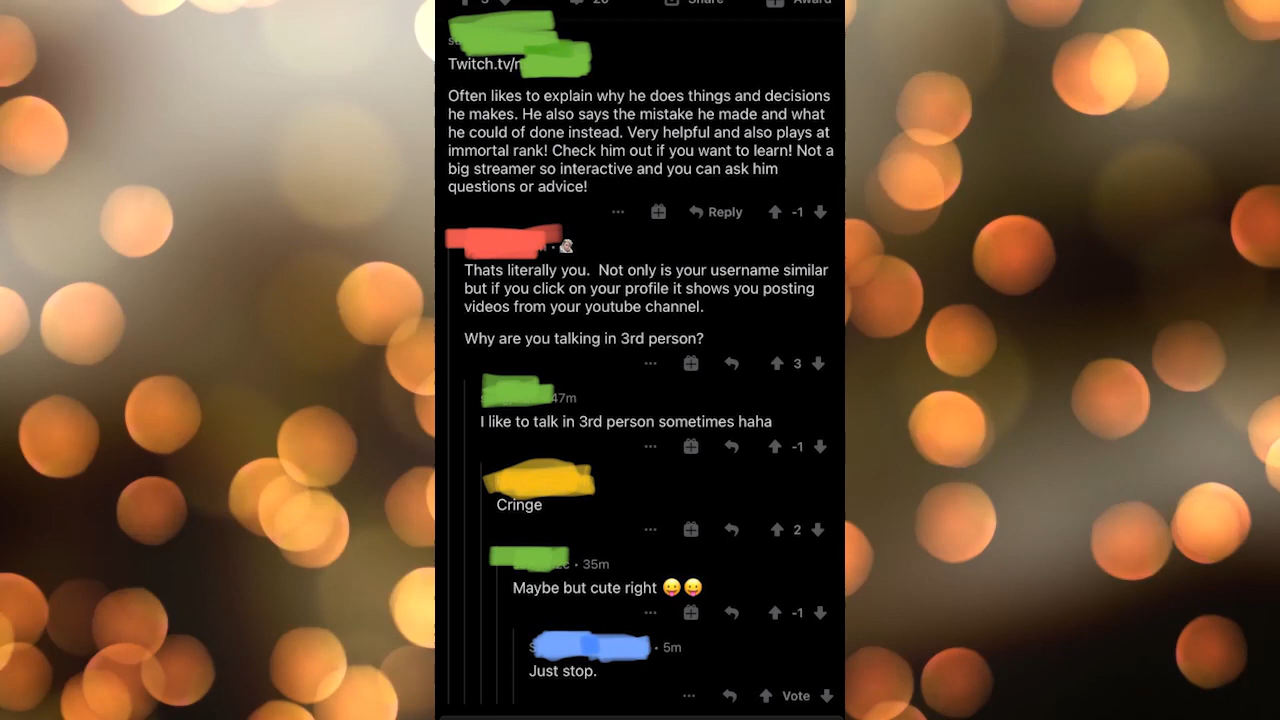 Share
Award
Twitch.tv/
Often likes to explain why he does things and decisions
he makes. He also says the mistake he made and what
he could of done instead. Very helpful and also plays at
immortal rank! Check him out if you want to learn! Not a
big streamer so interactive and you can ask him
questions or advice!
Reply -1
Thats literally you. Not only is your username similar
but if you click on your profile it shows you posting
videos from your youtube channel.
Why are you talking in 3rd person?
3
47m
I like to talk in 3rd person sometimes haha
-1
Cringe
2
• 35m
Maybe but cute right 😛😛
-1
• 5m
Just stop.
Vote